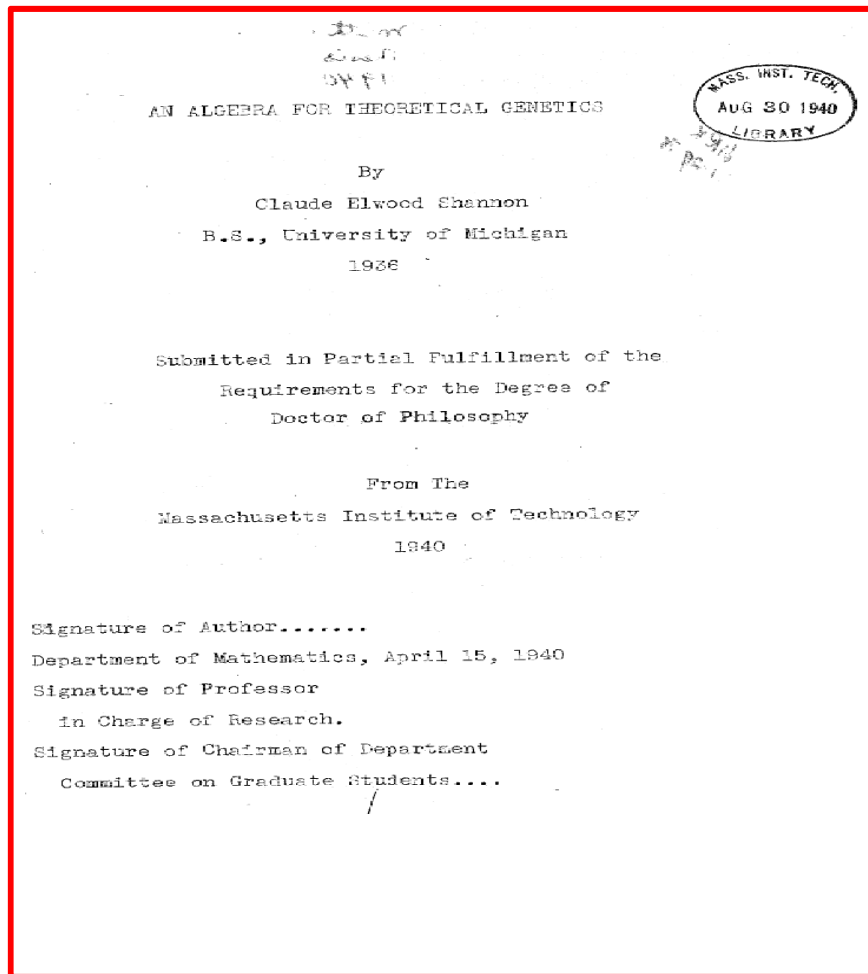 AN ALGEBRA FOR THEORETICAL GENETICS
MASS. INST. TECH.
AUG 30 1940
LIBRARY
By
Claude Elwood Shannon
B.S., University of Michigan
1936
Submitted in Partial Fulfillment of the
Requirements for the Degree of
Doctor of Philosophy
From The
Massachusetts Institute of Technology
1940
Signature of Author.......
Department of Mathematics, April 15, 1940
Signature of Professor
in Charge of Research.
Signature of Chairman of Department
Committee on Graduate Students....